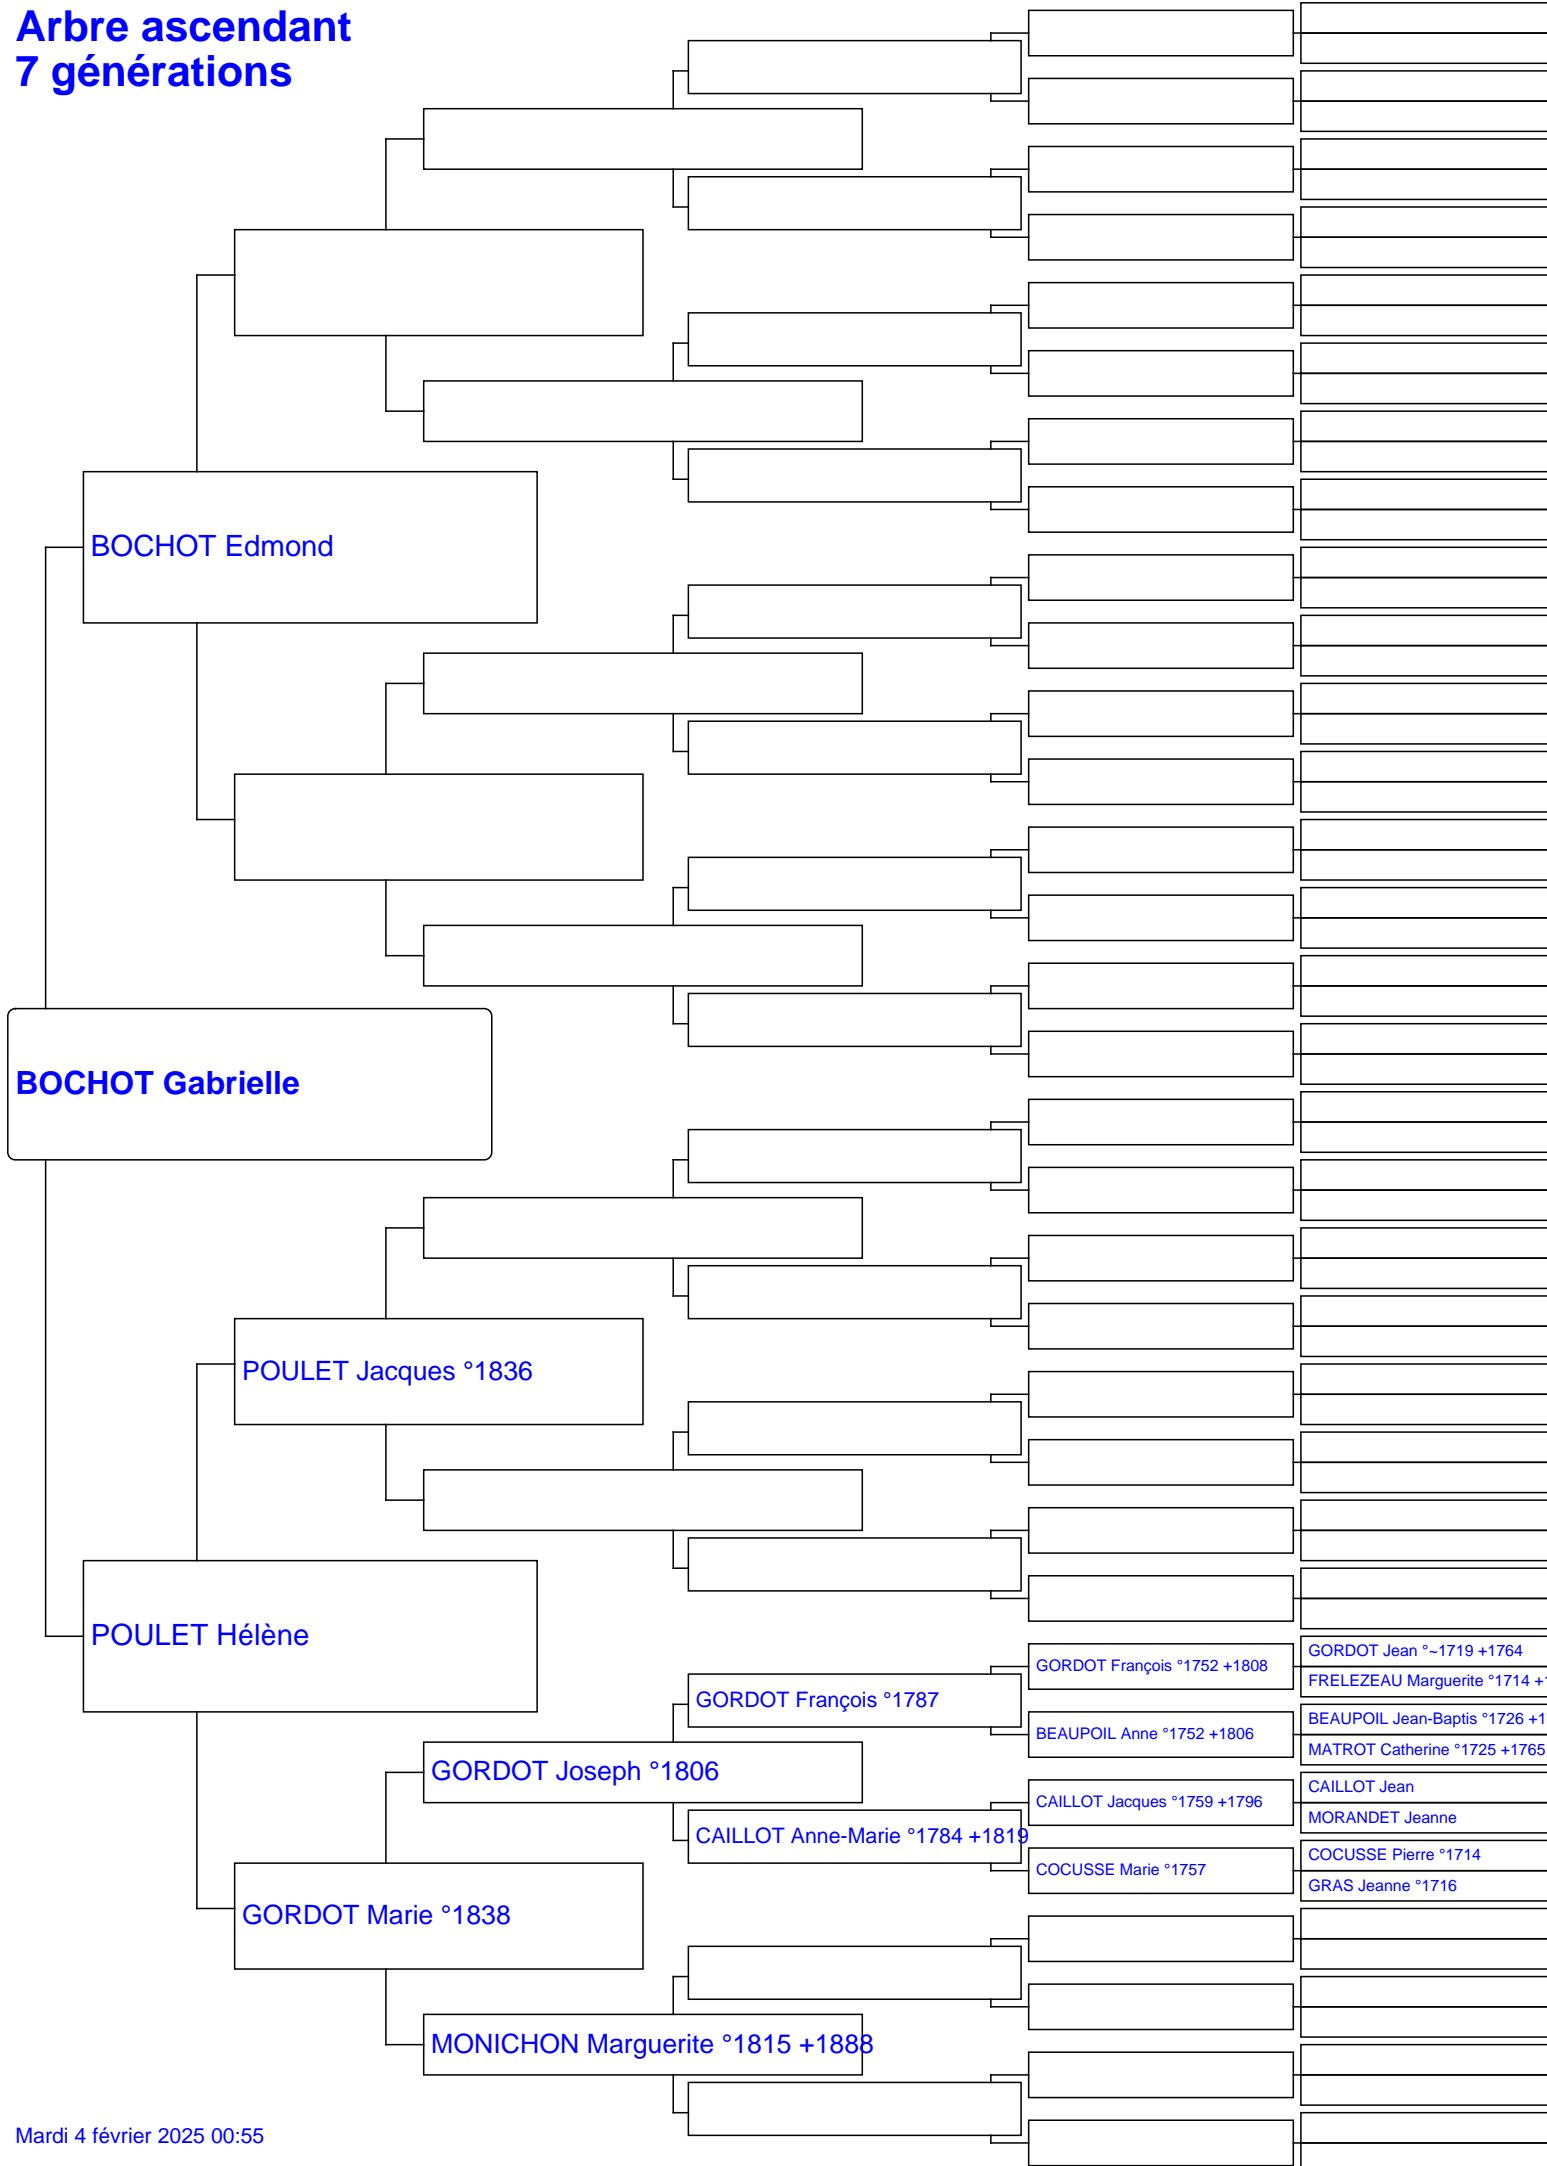 Arbre ascendant
7 générations
BOCHOT Edmond
BOCHOT Gabrielle
POULET Jacques °1836
POULET Hélène
GORDOT Jean °~1719 +1764
GORDOT François °1752 +1808
FRELEZEAU Marguerite °1714 +
GORDOT François °1787
BEAUPOIL Jean-Baptis °1726 +
BEAUPOIL Anne °1752 +1806
MATROT Catherine °1725 +1765
GORDOT Joseph °1806
CAILLOT Jean
CAILLOT Jacques °1759 +1796
MORANDET Jeanne
CAILLOT Anne-Marie °1784 +1819
COCUSSE Pierre °1714
COCUSSE Marie °1757
GRAS Jeanne °1716
GORDOT Marie °1838
MONICHON Marguerite °1815 +1888
Mardi 4 février 2025 00:55